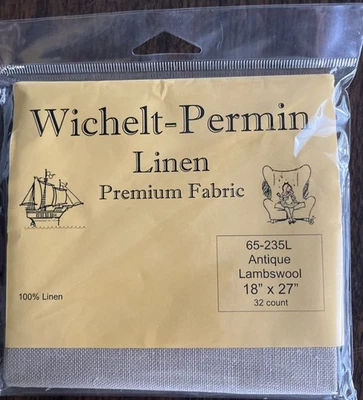 Wichelt-Permin
Linen
Premium Fabric
65-235L
Antique
Lambswool
18" x 27"
32 count
100% Linen